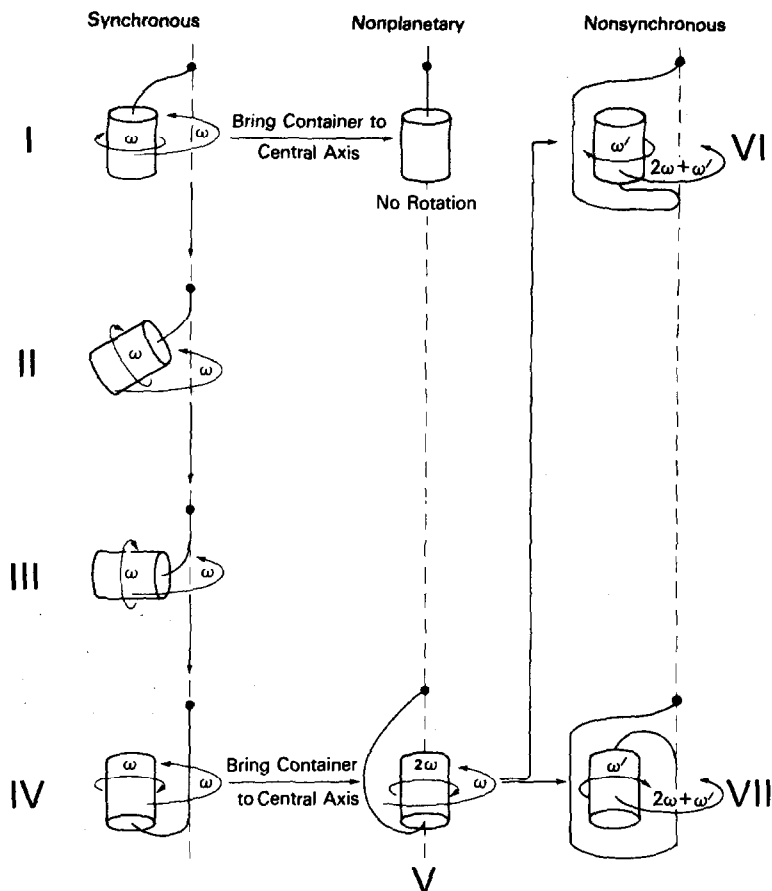 Synchronous
Nonplanetary
Nonsynchronous
I
ω
ω
Bring Container to
Central Axis
No Rotation
ω′
2ω+ω′
VI
II
ω
ω
III
ω
ω
IV
ω
ω
Bring Container
to Central Axis
2ω
ω
V
ω′
2ω+ω′
VII